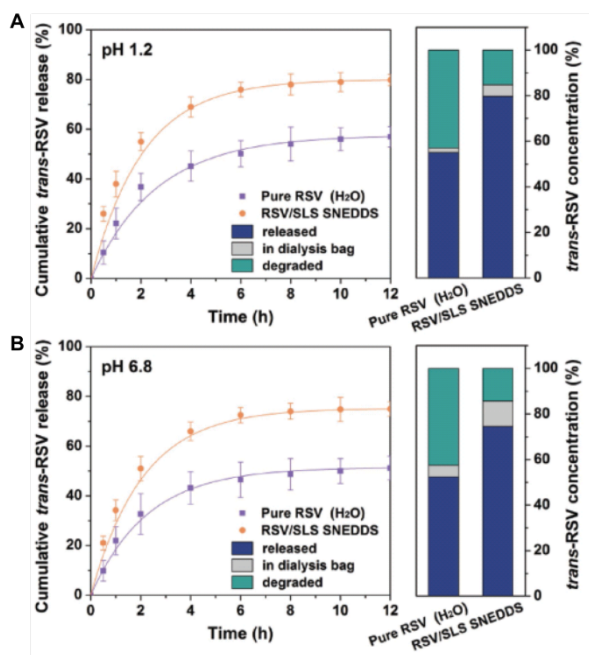 A
pH 1.2
Cumulative trans-RSV release (%)
100
80
60
40
20
0
Pure RSV (H₂O)
RSV/SLS SNEDDS
released
in dialysis bag
degraded
0 2 4 6 8 10 12
Time (h)
100
80
60
40
20
0
trans-RSV concentration (%)
Pure RSV (H₂O)
RSV/SLS SNEDDS
B
pH 6.8
Cumulative trans-RSV release (%)
100
80
60
40
20
0
Pure RSV (H₂O)
RSV/SLS SNEDDS
released
in dialysis bag
degraded
0 2 4 6 8 10 12
Time (h)
100
80
60
40
20
0
trans-RSV concentration (%)
Pure RSV (H₂O)
RSV/SLS SNEDDS